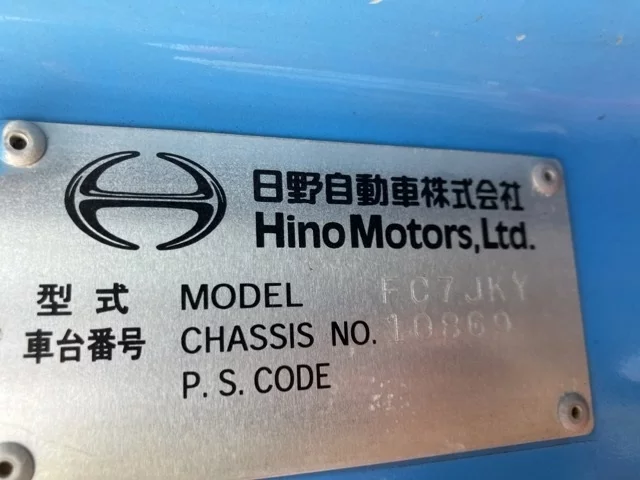 日野自動車株式会社
Hino Motors, Ltd.
型式 MODEL FC7JKY
車台番号 CHASSIS NO. 10869
P. S. CODE